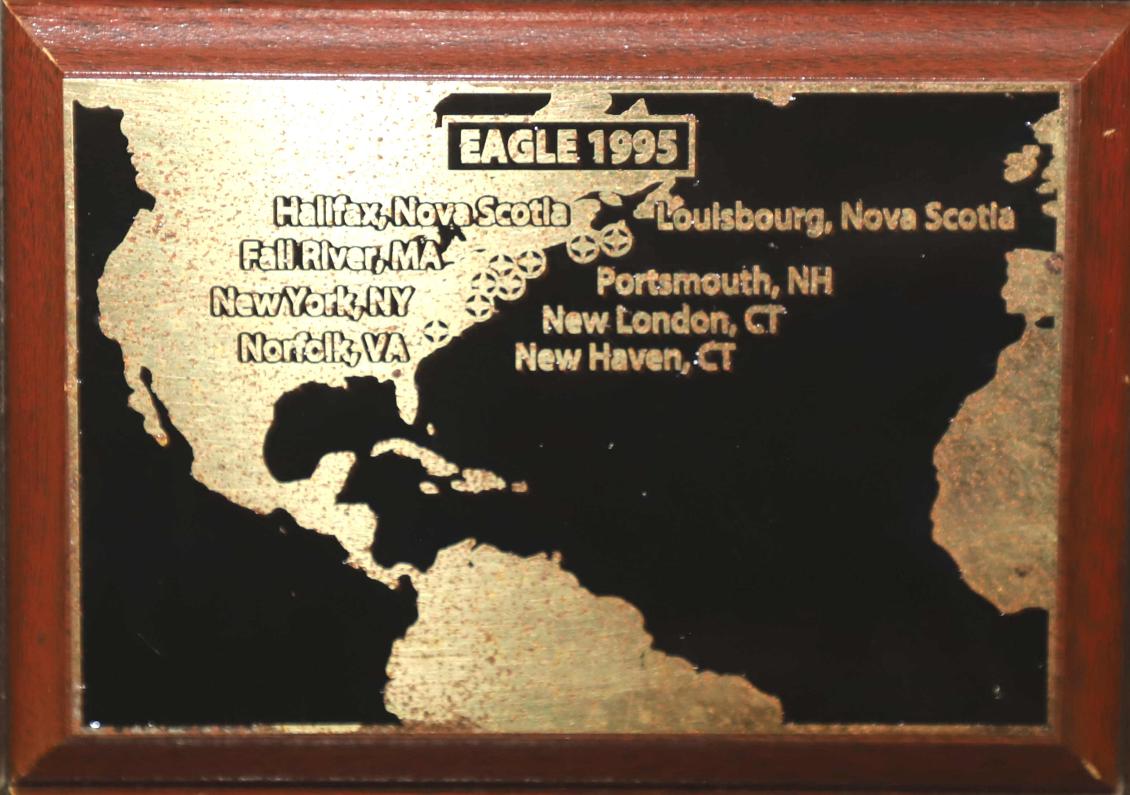 EAGLE 1995
Halifax, Nova Scotia
Louisbourg, Nova Scotia
Fall River, MA
Portsmouth, NH
New York, NY
New London, CT
Norfolk, VA
New Haven, CT